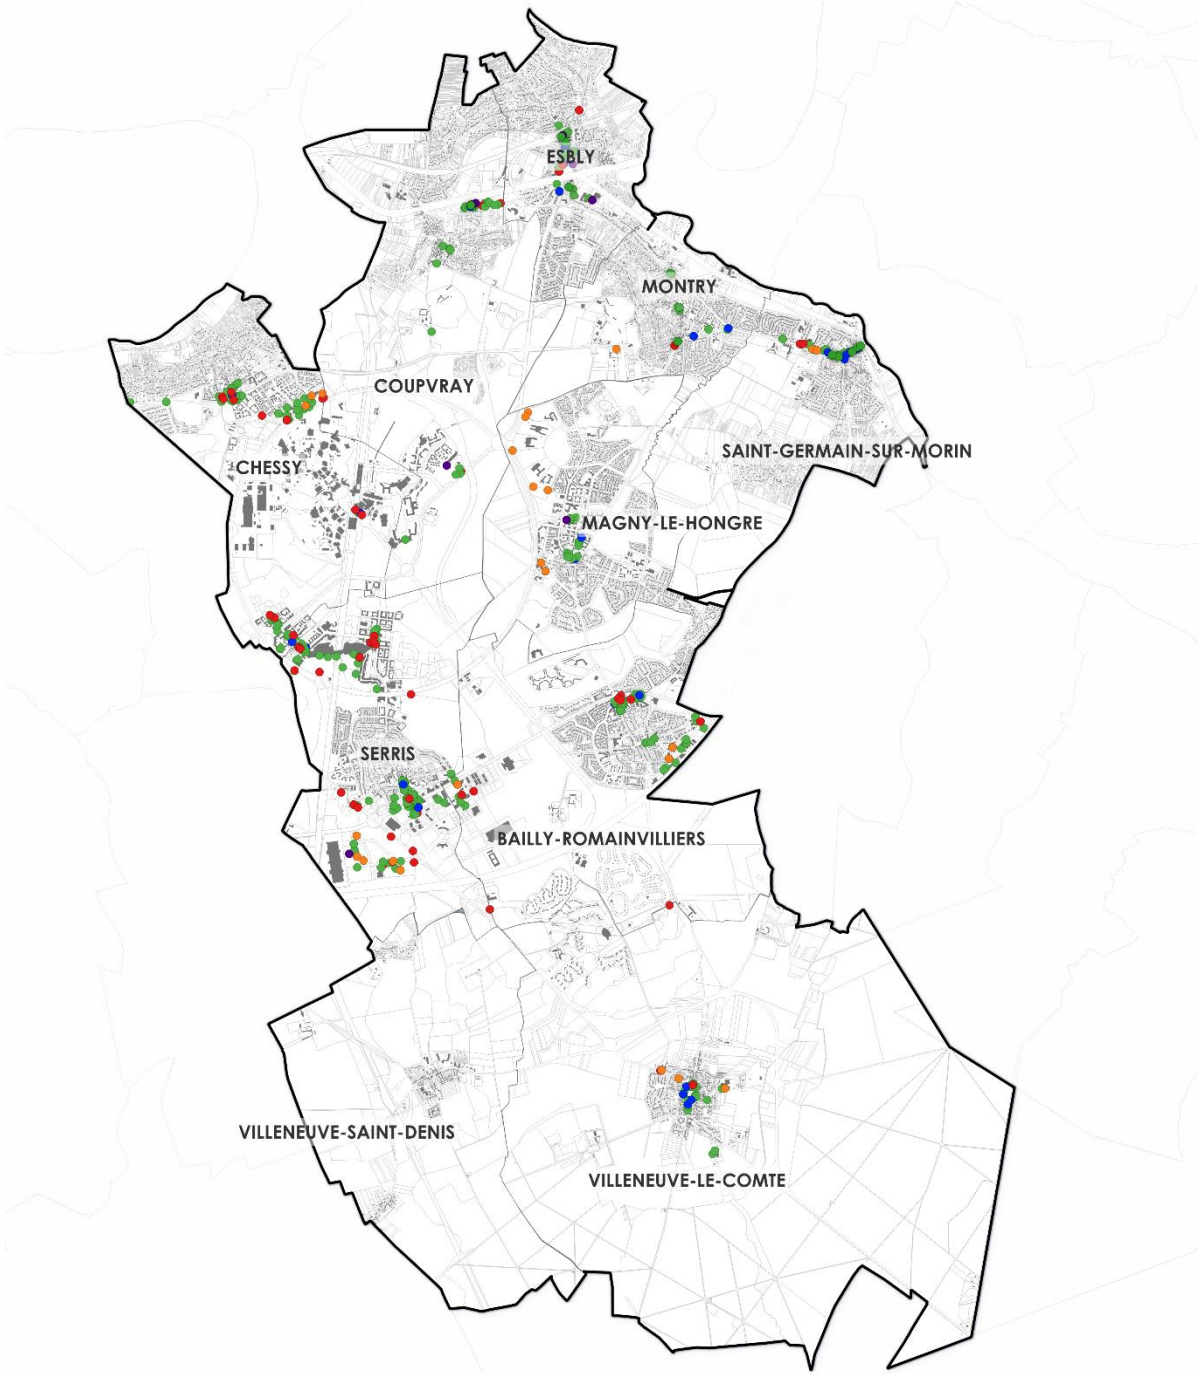 ESBLY
MONTRY
COUPVRAY
SAINT-GERMAIN-SUR-MORIN
CHESSY
MAGNY-LE-HONGRE
SERRIS
BAILLY-ROMAINVILLIERS
VILLENEUVE-SAINT-DENIS
VILLENEUVE-LE-COMTE